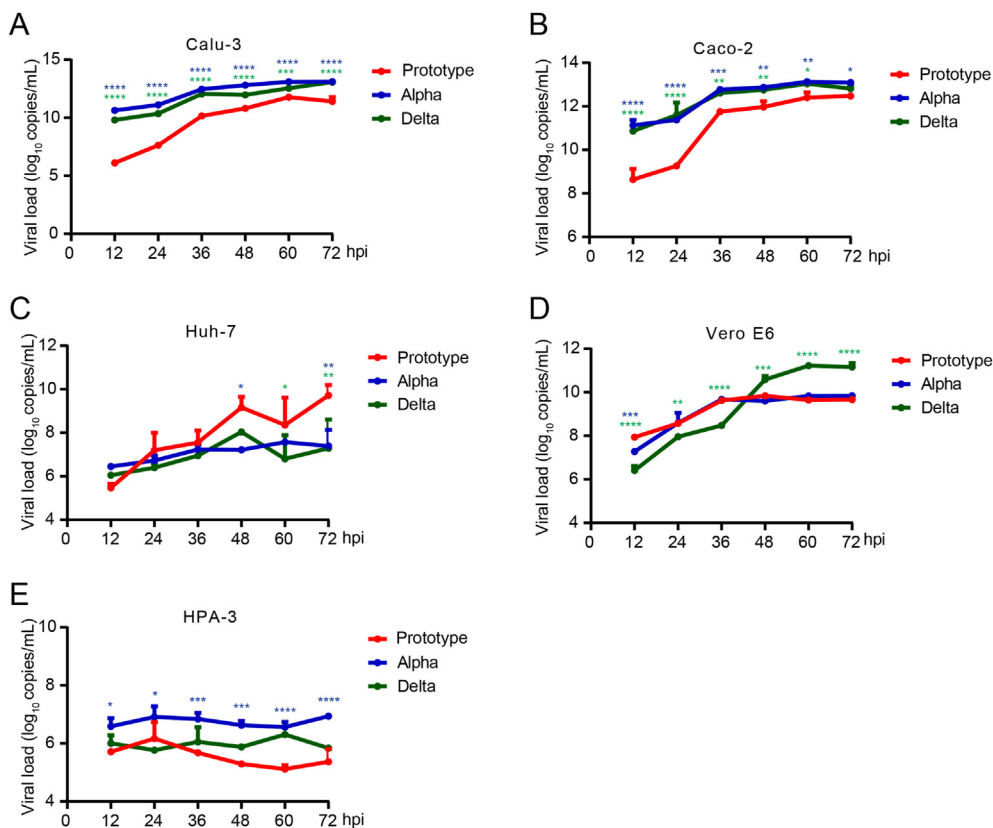 A
Calu-3
Viral load (log10 copies/mL)
15
10
5
0
**** **** **** **** **** ****
**** **** **** **** *** ****
0 12 24 36 48 60 72 hpi
Prototype
Alpha
Delta
B
Caco-2
Viral load (log10 copies/mL)
14
12
10
8
6
**** **** *** ** ** *
**** **** ** ** *
0 12 24 36 48 60 72 hpi
Prototype
Alpha
Delta
C
Huh-7
Viral load (log10 copies/mL)
12
10
8
6
4
* * **
**
0 12 24 36 48 60 72 hpi
Prototype
Alpha
Delta
D
Vero E6
Viral load (log10 copies/mL)
12
10
8
6
4
*** ** **** *** **** ****
****
0 12 24 36 48 60 72 hpi
Prototype
Alpha
Delta
E
HPA-3
Viral load (log10 copies/mL)
10
8
6
4
* * *** *** **** ****
0 12 24 36 48 60 72 hpi
Prototype
Alpha
Delta